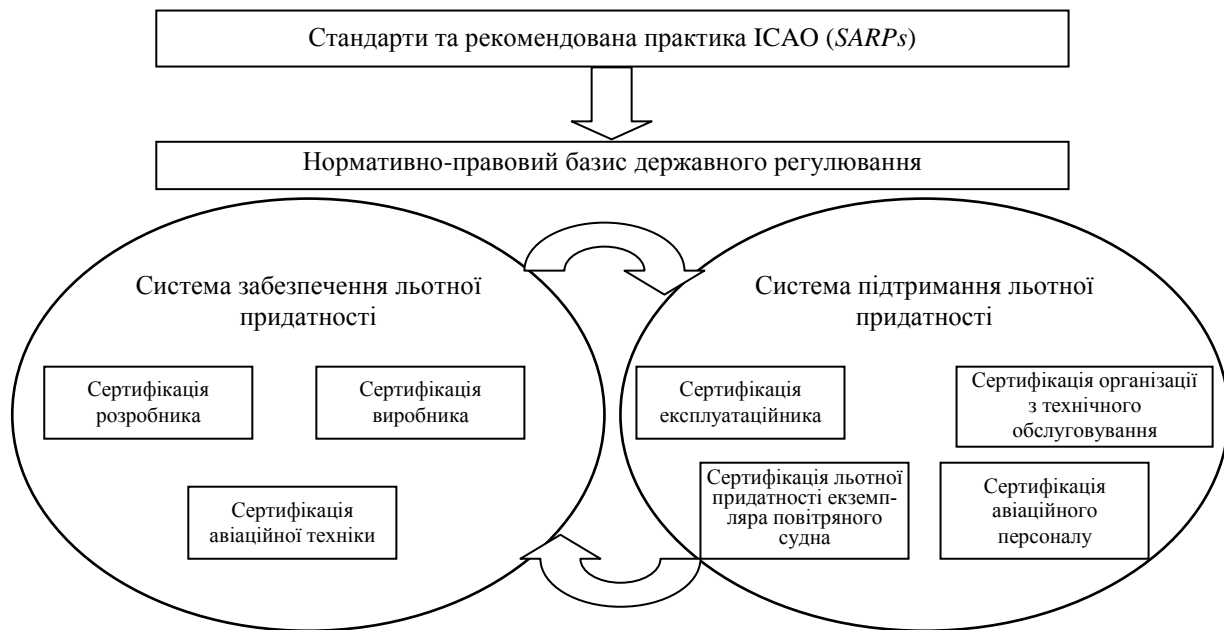 Стандарти та рекомендована практика ІСАО (SARPs)
Нормативно-правовий базис державного регулювання
Система забезпечення льотної
придатності
Сертифікація
розробника
Сертифікація
виробника
Сертифікація
авіаційної техніки
Система підтримання льотної
придатності
Сертифікація
експлуатаційника
Сертифікація організації
з технічного
обслуговування
Сертифікація льотної
придатності екземп-
ляра повітряного
судна
Сертифікація
авіаційного
персоналу